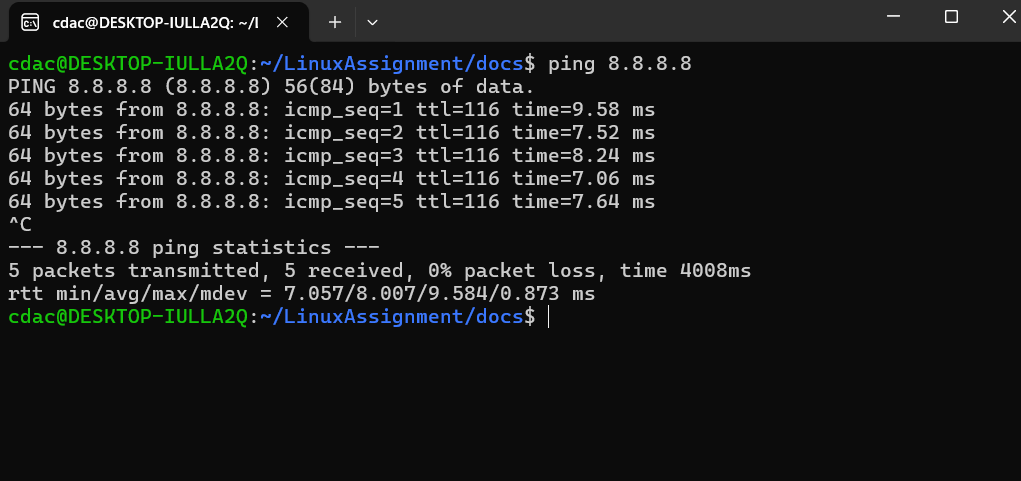 cdac@DESKTOP-IULLA2Q: ~/l
cdac@DESKTOP-IULLA2Q:~/LinuxAssignment/docs$ ping 8.8.8.8
PING 8.8.8.8 (8.8.8.8) 56(84) bytes of data.
64 bytes from 8.8.8.8: icmp_seq=1 ttl=116 time=9.58 ms
64 bytes from 8.8.8.8: icmp_seq=2 ttl=116 time=7.52 ms
64 bytes from 8.8.8.8: icmp_seq=3 ttl=116 time=8.24 ms
64 bytes from 8.8.8.8: icmp_seq=4 ttl=116 time=7.06 ms
64 bytes from 8.8.8.8: icmp_seq=5 ttl=116 time=7.64 ms
^C
--- 8.8.8.8 ping statistics ---
5 packets transmitted, 5 received, 0% packet loss, time 4008ms
rtt min/avg/max/mdev = 7.057/8.007/9.584/0.873 ms
cdac@DESKTOP-IULLA2Q:~/LinuxAssignment/docs$